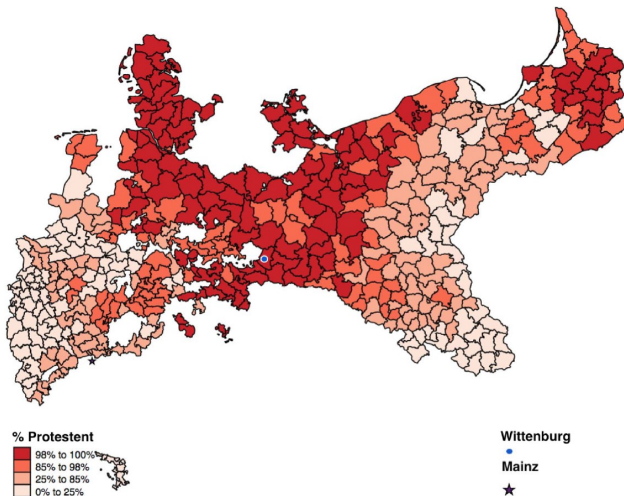 % Protestent
98% to 100%
85% to 98%
25% to 85%
0% to 25%
Wittenburg
Mainz